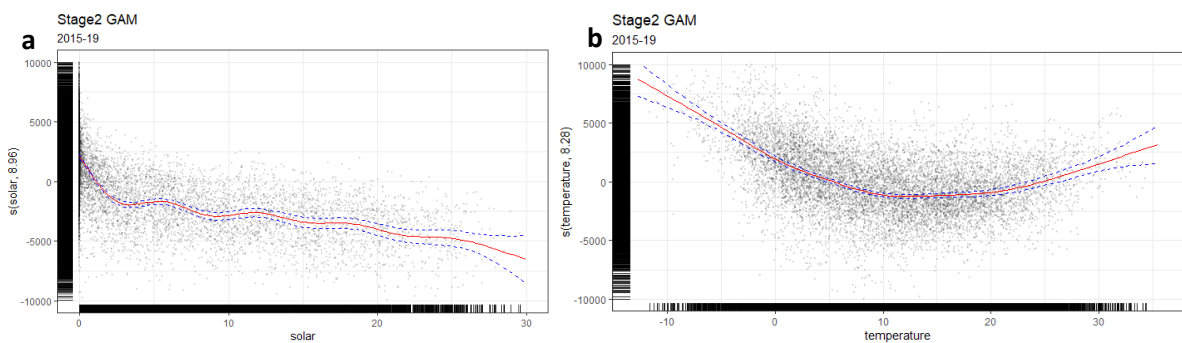 a
Stage2 GAM
2015-19
s(solar, 8.96)
10000
5000
0
-5000
-10000
0
10
20
30
solar
b
Stage2 GAM
2015-19
s(temperature, 8.28)
10000
5000
0
-5000
-10000
-10
0
10
20
30
temperature